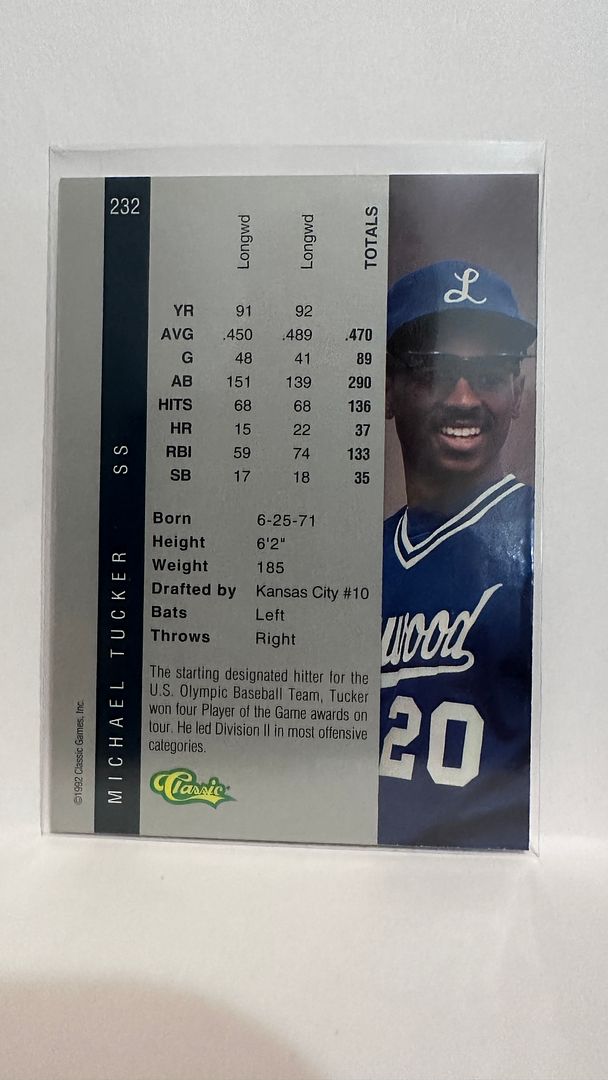 232
MICHAEL TUCKER SS
©1992 Classic Games, Inc.
Longwd Longwd TOTALS
YR 91 92
AVG .450 .489 .470
G 48 41 89
AB 151 139 290
HITS 68 68 136
HR 15 22 37
RBI 59 74 133
SB 17 18 35
Born 6-25-71
Height 6'2"
Weight 185
Drafted by Kansas City #10
Bats Left
Throws Right
The starting designated hitter for the
U.S. Olympic Baseball Team, Tucker
won four Player of the Game awards on
tour. He led Division II in most offensive
categories.
Classic
L
wood
20